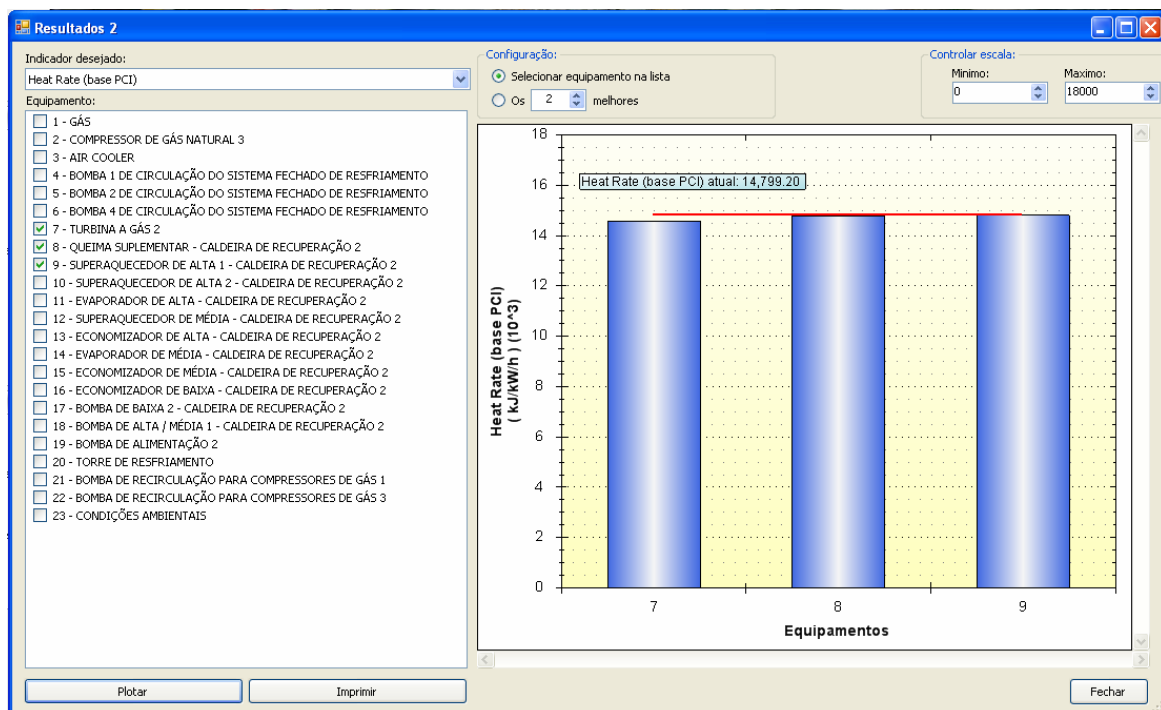 Resultados 2
Indicador desejado:
Heat Rate (base PCI)
Equipamento:
1 - GÁS
2 - COMPRESSOR DE GÁS NATURAL 3
3 - AIR COOLER
4 - BOMBA 1 DE CIRCULAÇÃO DO SISTEMA FECHADO DE RESFRIAMENTO
5 - BOMBA 2 DE CIRCULAÇÃO DO SISTEMA FECHADO DE RESFRIAMENTO
6 - BOMBA 4 DE CIRCULAÇÃO DO SISTEMA FECHADO DE RESFRIAMENTO
7 - TURBINA A GÁS 2
8 - QUEIMA SUPLEMENTAR - CALDEIRA DE RECUPERAÇÃO 2
9 - SUPERAQUECEDOR DE ALTA 1 - CALDEIRA DE RECUPERAÇÃO 2
10 - SUPERAQUECEDOR DE ALTA 2 - CALDEIRA DE RECUPERAÇÃO 2
11 - EVAPORADOR DE ALTA - CALDEIRA DE RECUPERAÇÃO 2
12 - SUPERAQUECEDOR DE MÉDIA - CALDEIRA DE RECUPERAÇÃO 2
13 - ECONOMIZADOR DE ALTA - CALDEIRA DE RECUPERAÇÃO 2
14 - EVAPORADOR DE MÉDIA - CALDEIRA DE RECUPERAÇÃO 2
15 - ECONOMIZADOR DE MÉDIA - CALDEIRA DE RECUPERAÇÃO 2
16 - ECONOMIZADOR DE BAIXA - CALDEIRA DE RECUPERAÇÃO 2
17 - BOMBA DE BAIXA 2 - CALDEIRA DE RECUPERAÇÃO 2
18 - BOMBA DE ALTA / MÉDIA 1 - CALDEIRA DE RECUPERAÇÃO 2
19 - BOMBA DE ALIMENTAÇÃO 2
20 - TORRE DE RESFRIAMENTO
21 - BOMBA DE RECIRCULAÇÃO PARA COMPRESSORES DE GÁS 1
22 - BOMBA DE RECIRCULAÇÃO PARA COMPRESSORES DE GÁS 3
23 - CONDIÇÕES AMBIENTAIS
Plotar
Imprimir
Configuração:
Selecionar equipamento na lista
Os 2 melhores
Controlar escala:
Minimo: Maximo:
0 18000
Heat Rate (base PCI)
( kJ/kW/h ) (10^3)
18
16
14
12
10
8
6
4
2
0
Heat Rate (base PCI) atual: 14,799.20
7 8 9
Equipamentos
Fechar